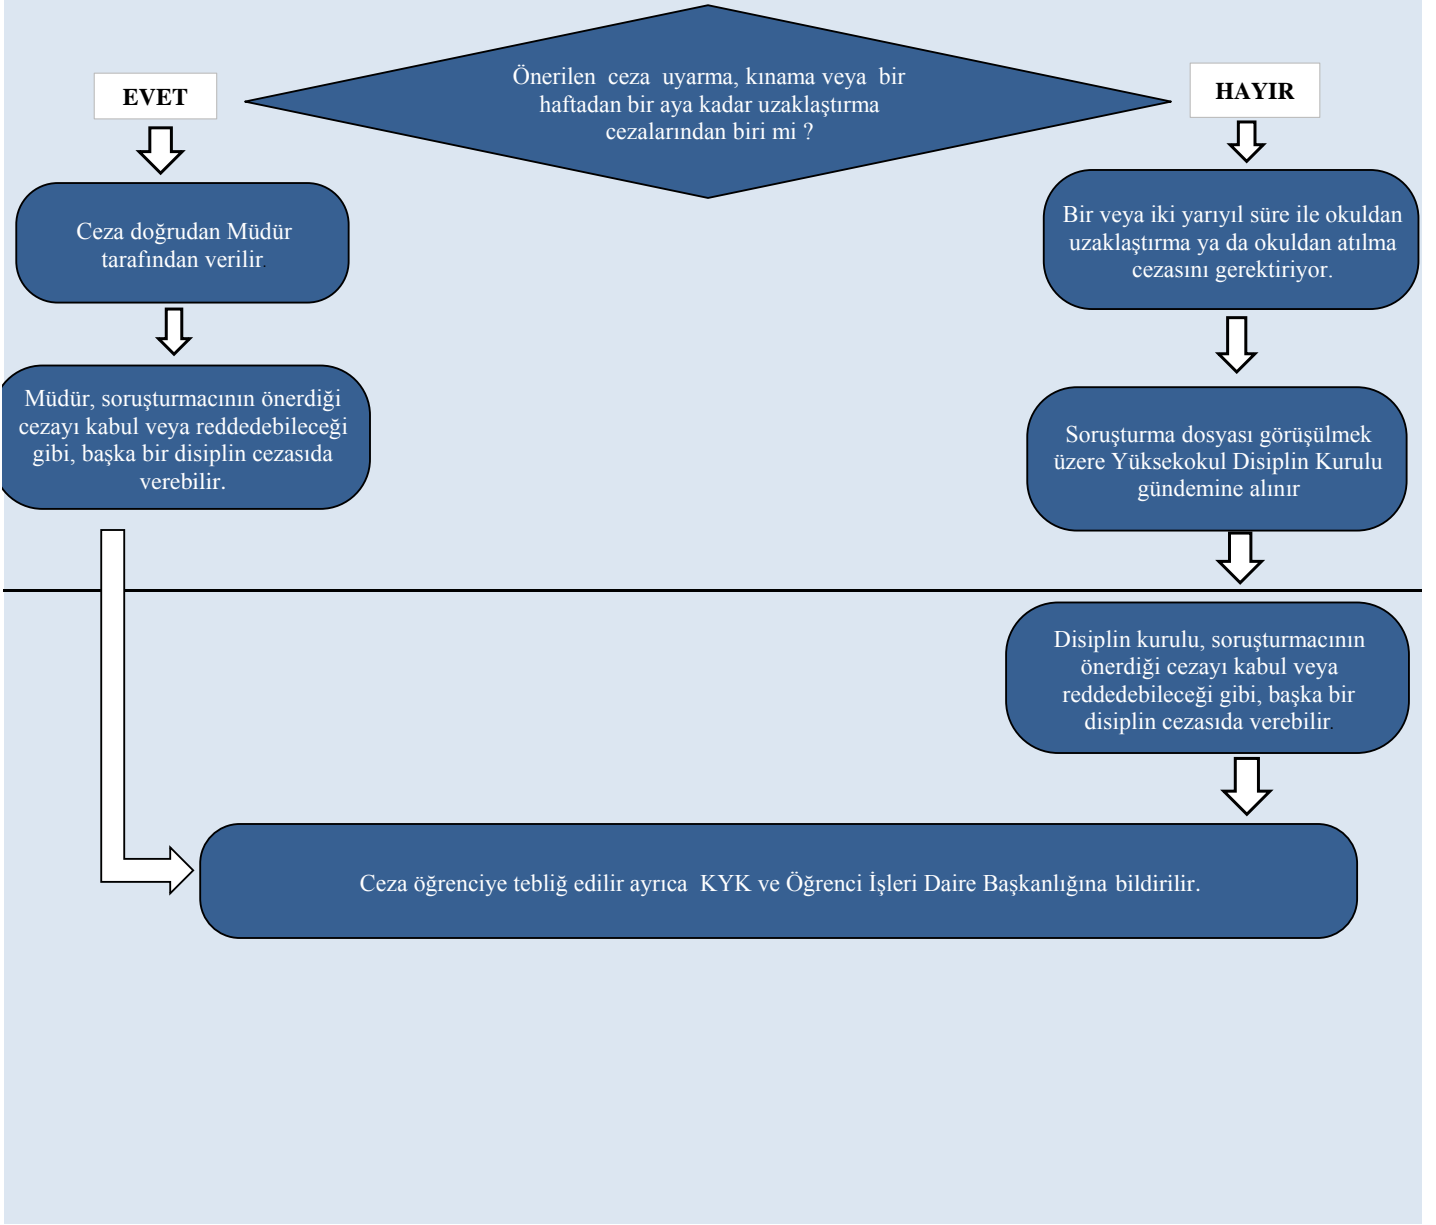 Önerilen ceza uyarma, kınama veya bir
haftadan bir aya kadar uzaklaştırma
cezalarından biri mi ?
EVET
HAYIR
Ceza doğrudan Müdür
tarafından verilir.
Bir veya iki yarıyıl süre ile okuldan
uzaklaştırma ya da okuldan atılma
cezasını gerektiriyor.
Müdür, soruşturmacının önerdiği
cezayı kabul veya reddedebileceği
gibi, başka bir disiplin cezasıda
verebilir.
Soruşturma dosyası görüşülmek
üzere Yüksekokul Disiplin Kurulu
gündemine alınır
Disiplin kurulu, soruşturmacının
önerdiği cezayı kabul veya
reddedebileceği gibi, başka bir
disiplin cezasıda verebilir.
Ceza öğrenciye tebliğ edilir ayrıca KYK ve Öğrenci İşleri Daire Başkanlığına bildirilir.